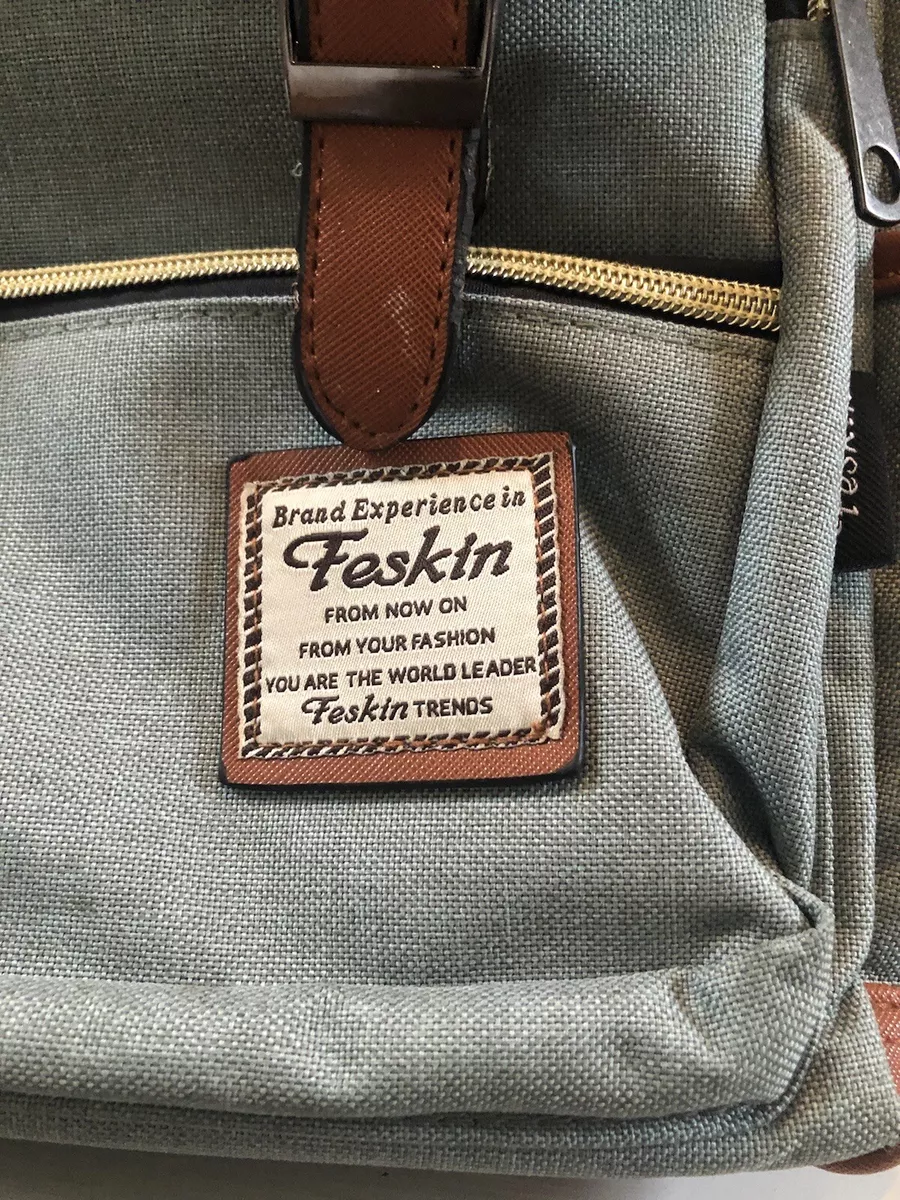 Brand Experience in
Feskin
FROM NOW ON
FROM YOUR FASHION
YOU ARE THE WORLD LEADER
Feskin TRENDS